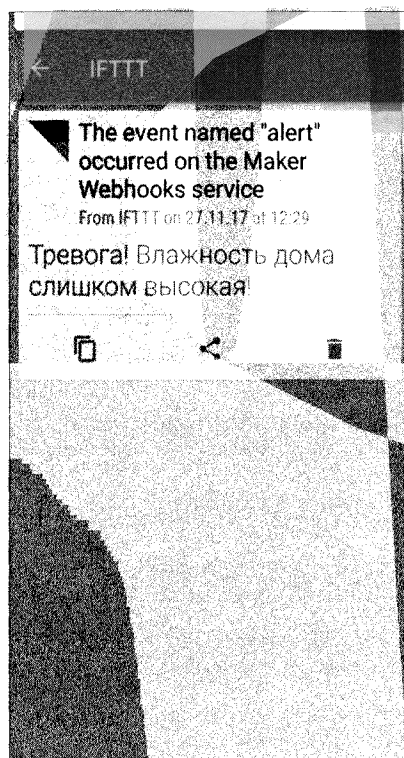 IFTTT
The event named "alert"
occurred on the Maker
Webhooks service
From IFTTT on 27.11.17 at 12:29
Тревога! Влажность дома
слишком высокая!